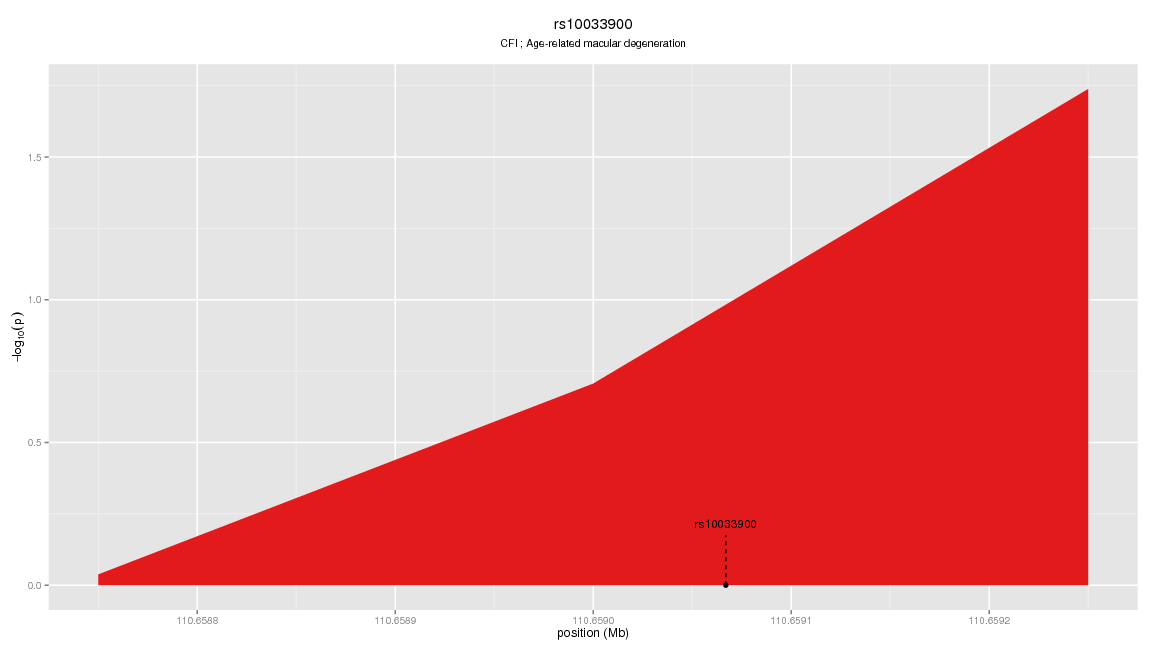 rs10033900
CFI ; Age-related macular degeneration
-log10(p)
1.5
1.0
0.5
0.0
rs10033900
110.6588
110.6589
110.6590
110.6591
110.6592
position (Mb)